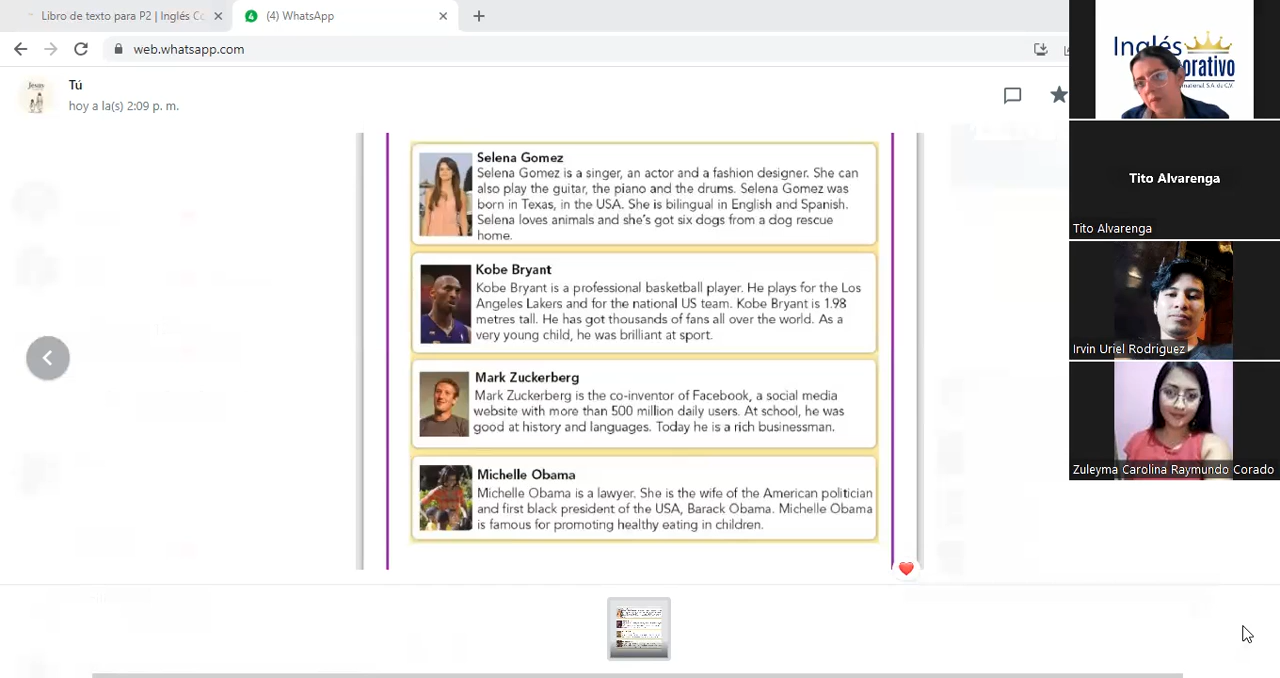 Libro de texto para P2 | Inglés Co
(4) WhatsApp
web.whatsapp.com
Tú
hoy a la(s) 2:09 p. m.
Selena Gomez
Selena Gomez is a singer, an actor and a fashion designer. She can
also play the guitar, the piano and the drums. Selena Gomez was
born in Texas, in the USA. She is bilingual in English and Spanish.
Selena loves animals and she's got six dogs from a dog rescue
home.
Kobe Bryant
Kobe Bryant is a professional basketball player. He plays for the Los
Angeles Lakers and for the national US team. Kobe Bryant is 1.98
metres tall. He has got thousands of fans all over the world. As a
very young child, he was brilliant at sport.
Mark Zuckerberg
Mark Zuckerberg is the co-inventor of Facebook, a social media
website with more than 500 million daily users. At school, he was
good at history and languages. Today he is a rich businessman.
Michelle Obama
Michelle Obama is a lawyer. She is the wife of the American politician
and first black president of the USA, Barack Obama. Michelle Obama
is famous for promoting healthy eating in children.
Inglés
orativo
national S.A. de C.V.
Tito Alvarenga
Tito Alvarenga
Irvin Uriel Rodriguez
Zuleyma Carolina Raymundo Corado